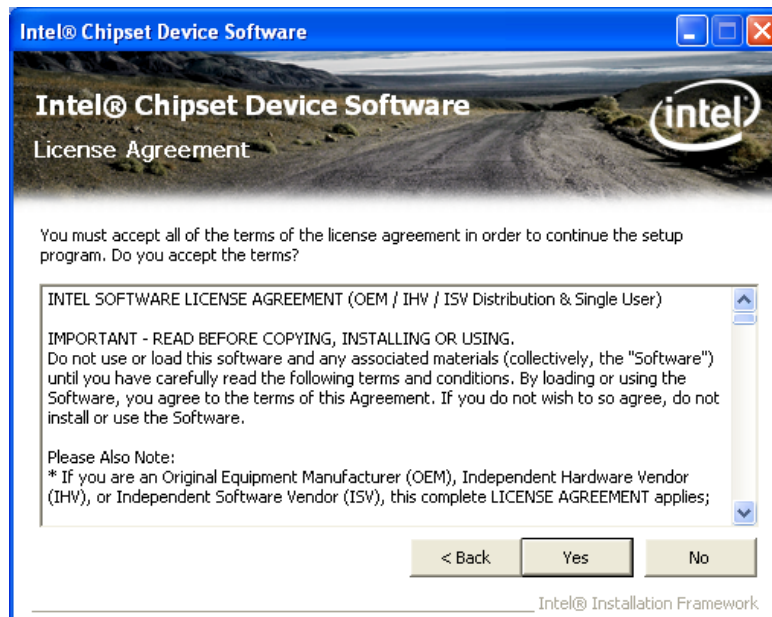 Intel® Chipset Device Software
Intel® Chipset Device Software
intel
License Agreement
You must accept all of the terms of the license agreement in order to continue the setup
program. Do you accept the terms?
INTEL SOFTWARE LICENSE AGREEMENT (OEM / IHV / ISV Distribution & Single User)
IMPORTANT - READ BEFORE COPYING, INSTALLING OR USING.
Do not use or load this software and any associated materials (collectively, the "Software")
until you have carefully read the following terms and conditions. By loading or using the
Software, you agree to the terms of this Agreement. If you do not wish to so agree, do not
install or use the Software.
Please Also Note:
* If you are an Original Equipment Manufacturer (OEM), Independent Hardware Vendor
(IHV), or Independent Software Vendor (ISV), this complete LICENSE AGREEMENT applies;
< Back Yes No
Intel® Installation Framework